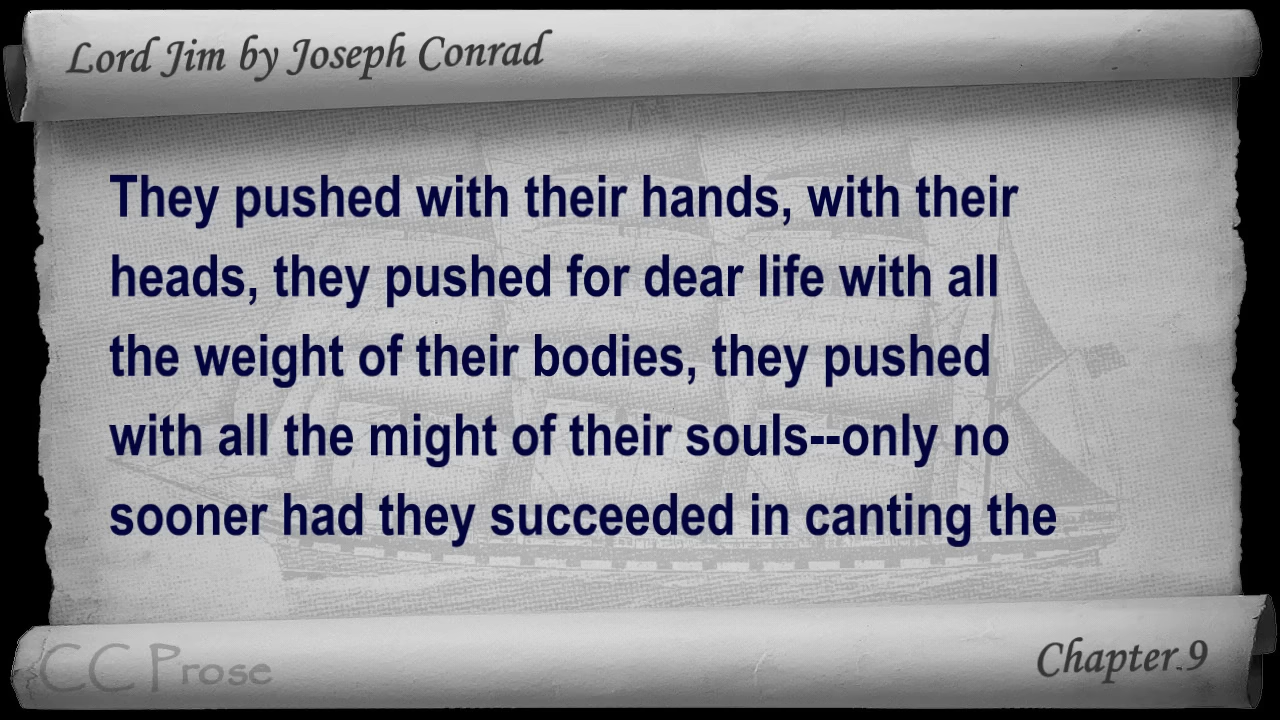 Lord Jim by Joseph Conrad
They pushed with their hands, with their
heads, they pushed for dear life with all
the weight of their bodies, they pushed
with all the might of their souls--only no
sooner had they succeeded in canting the
CC Prose
Chapter 9